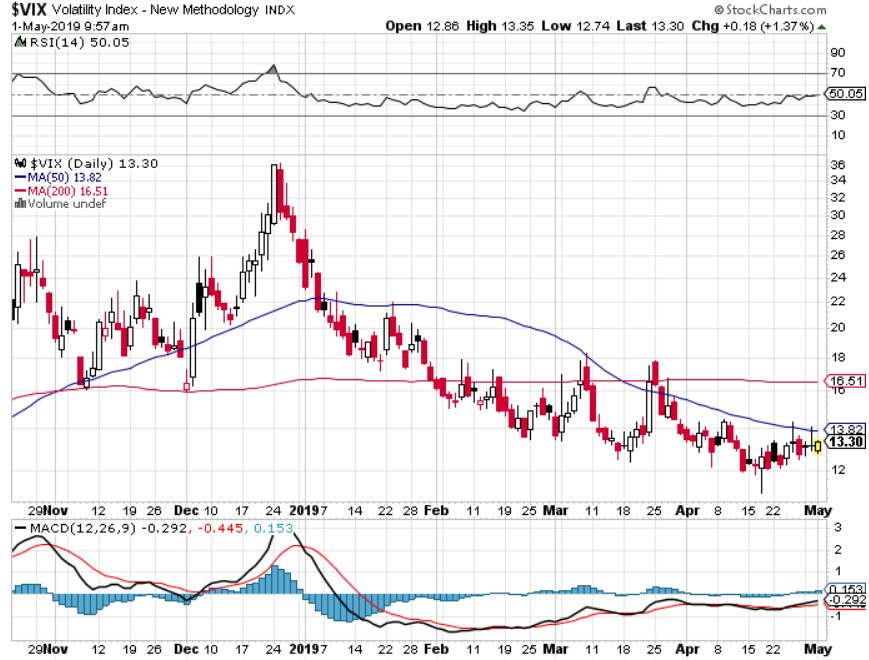 $VIX Volatility Index - New Methodology INDX
© StockCharts.com
1-May-2019 9:57am
Open 12.86 High 13.35 Low 12.74 Last 13.30 Chg +0.18 (+1.37%)
RSI(14) 50.05
90
70
50.05
30
10
$VIX (Daily) 13.30
MA(50) 13.82
MA(200) 16.51
Volume undef
36
34
32
30
28
26
24
22
20
18
16.51
16
13.82
13.30
12
29 Nov 12 19 26 Dec 10 17 24 2019 7 14 22 28 Feb 11 19 25 Mar 11 18 25 Apr 8 15 22 May
MACD(12,26,9) -0.292, -0.445, 0.153
3
2
1
0.153
-0.292
-1
29 Nov 12 19 26 Dec 10 17 24 2019 7 14 22 28 Feb 11 19 25 Mar 11 18 25 Apr 8 15 22 May